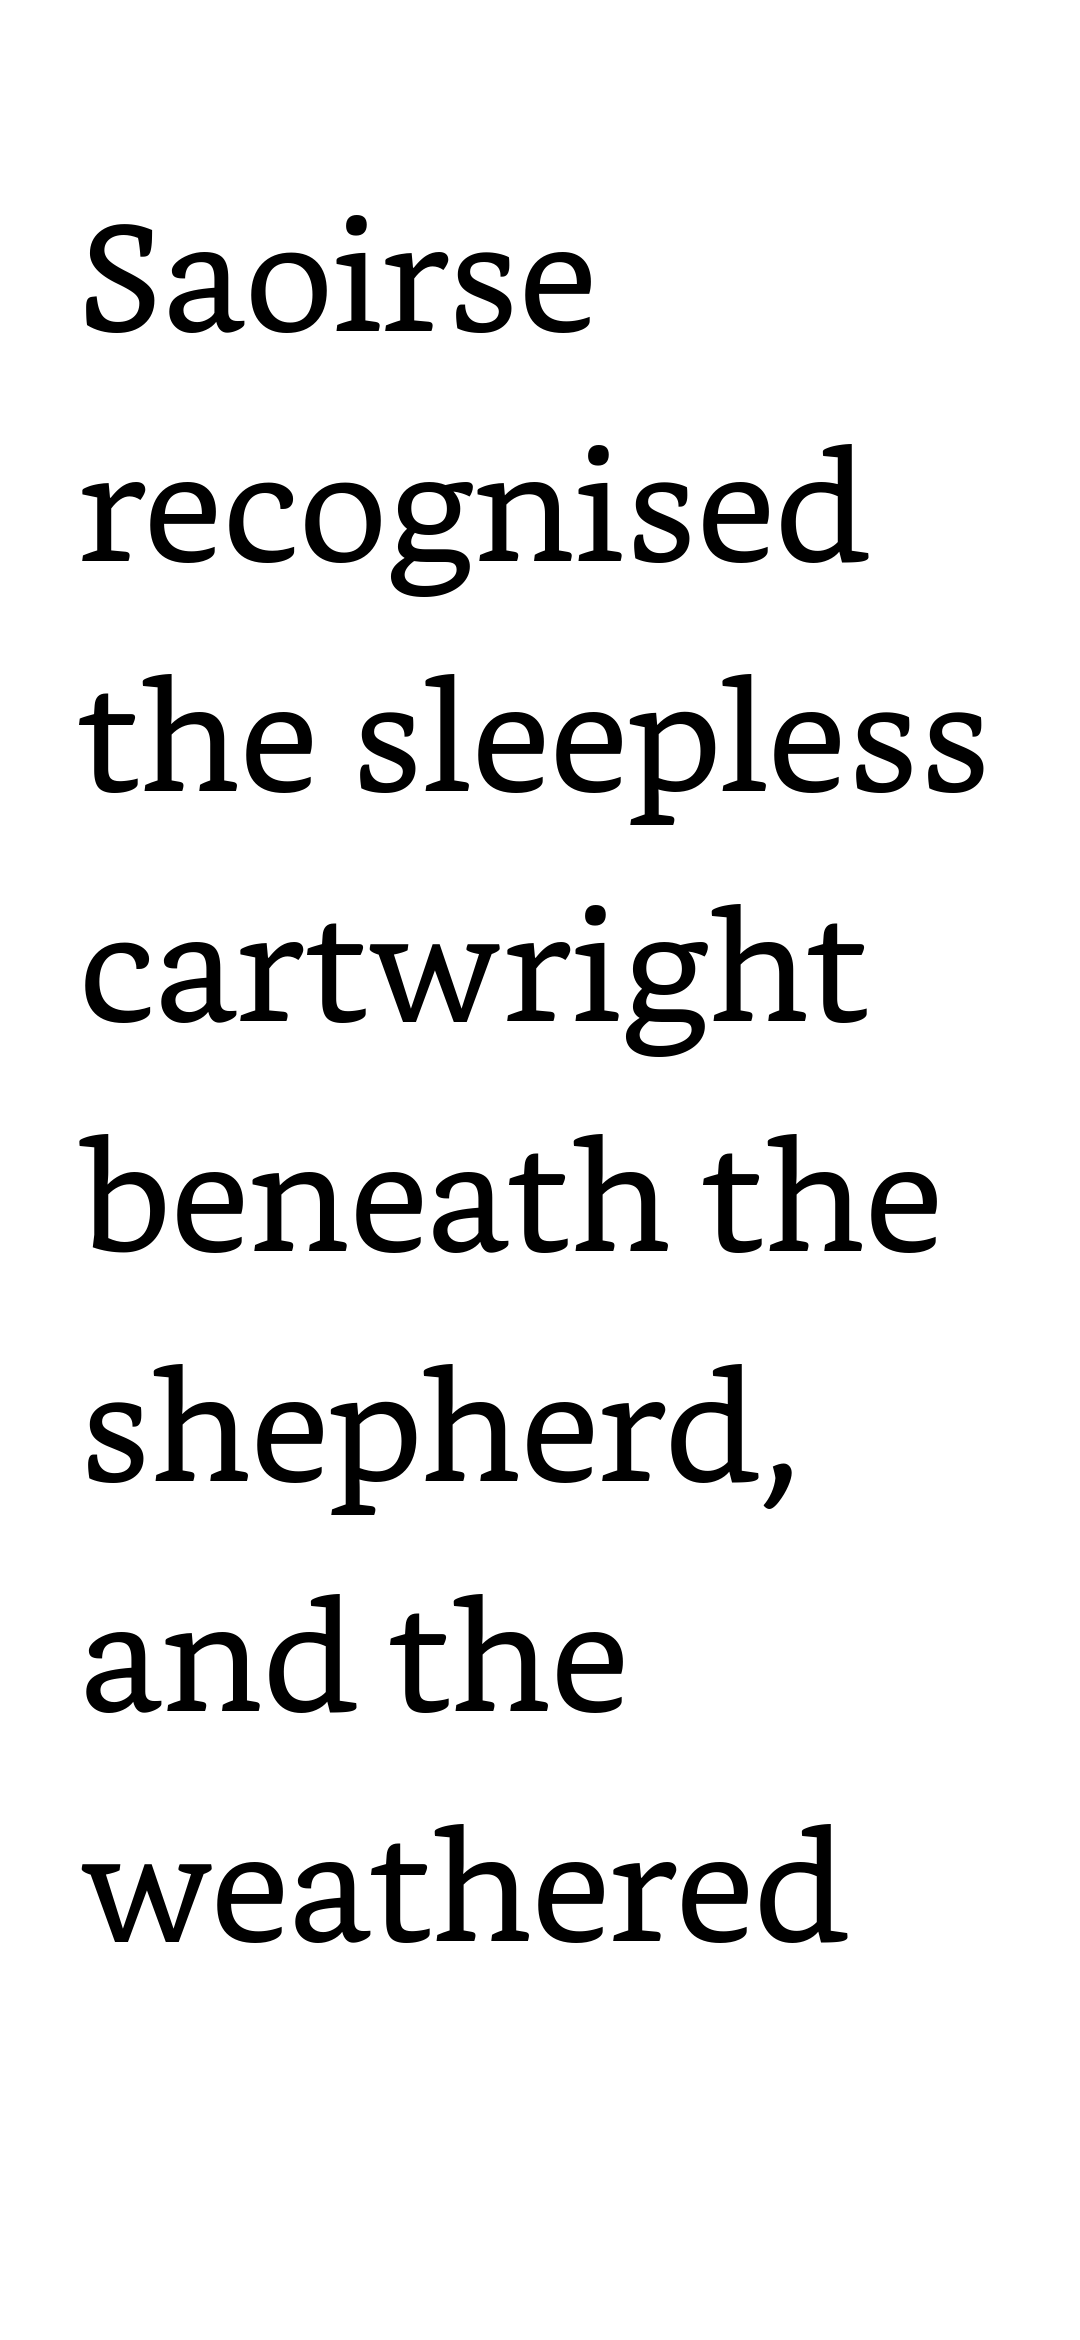 Saoirse
recognised
the sleepless
cartwright
beneath the
shepherd,
and the
weathered